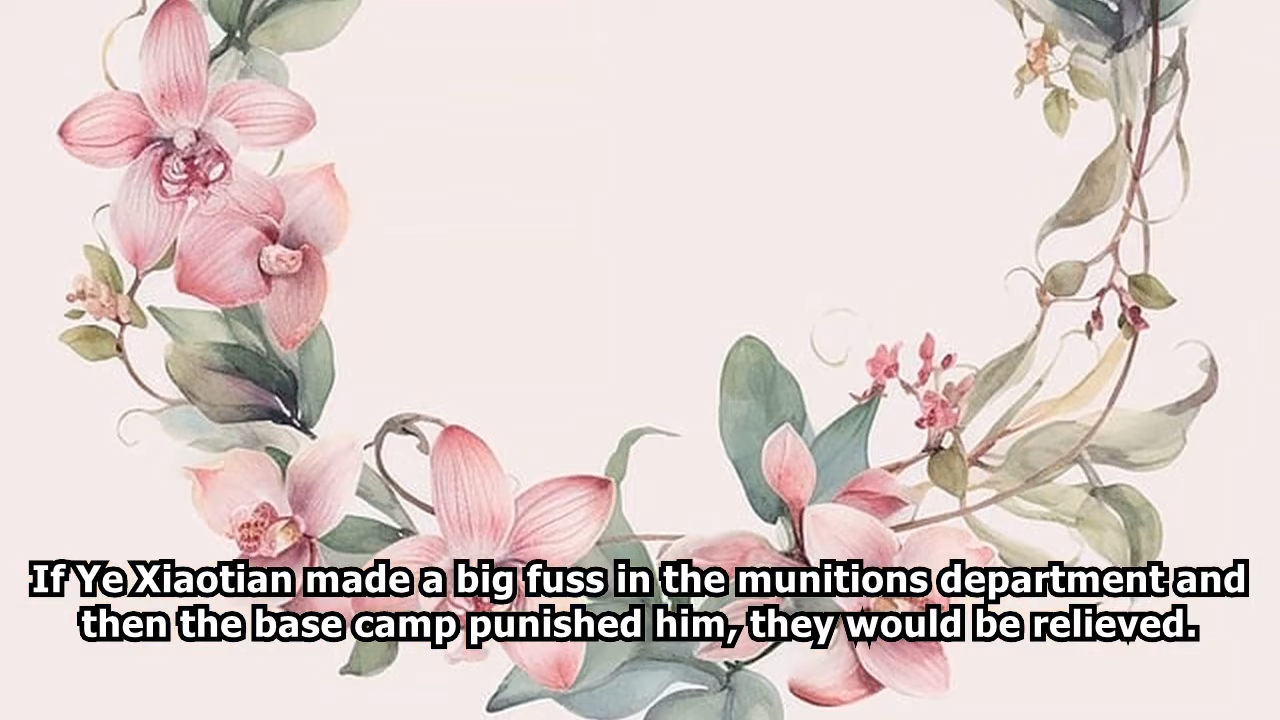 If Ye Xiaotian made a big fuss in the munitions department and
then the base camp punished him, they would be relieved.